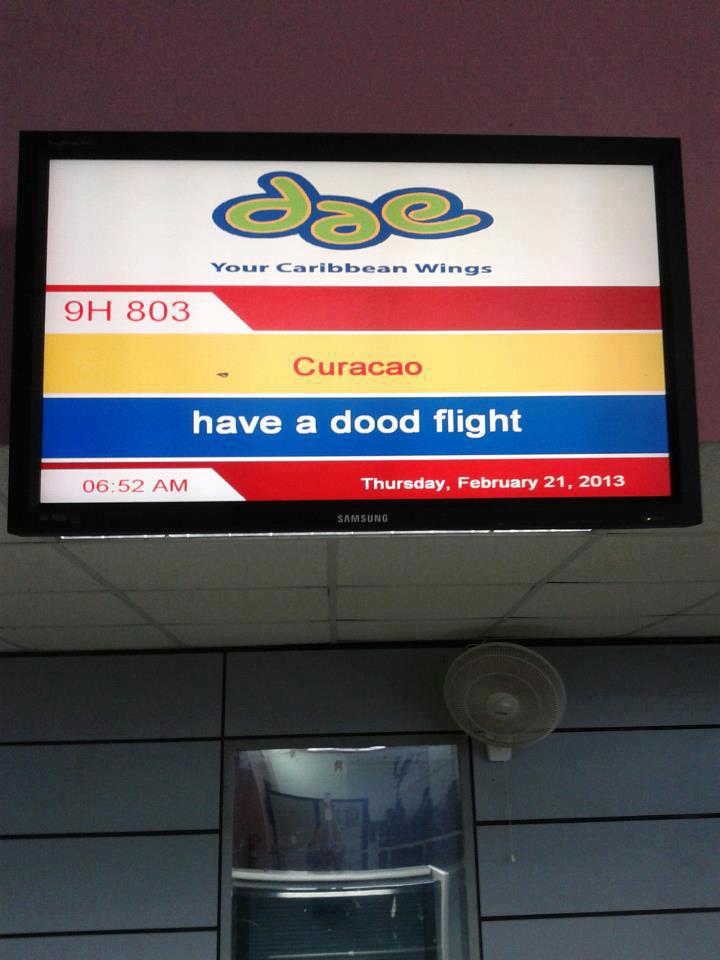 dae
Your Caribbean Wings
9H 803
Curacao
have a dood flight
06:52 AM Thursday, February 21, 2013
SAMSUNG